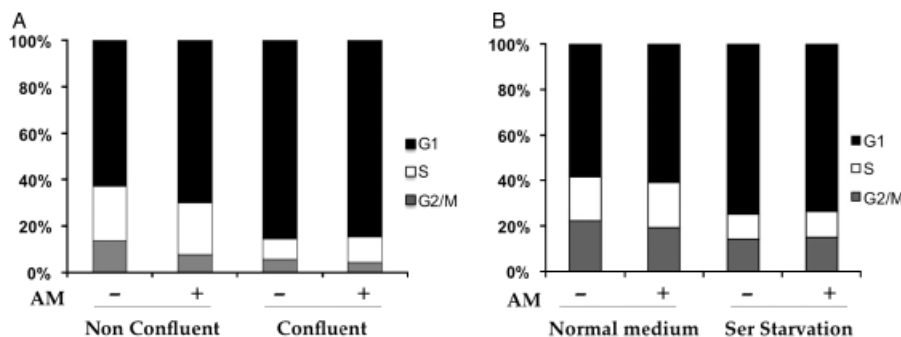 A
100%
80%
60%
40%
20%
0%
G1
S
G2/M
AM − + − +
Non Confluent Confluent
B
100%
80%
60%
40%
20%
0%
G1
S
G2/M
AM − + − +
Normal medium Ser Starvation